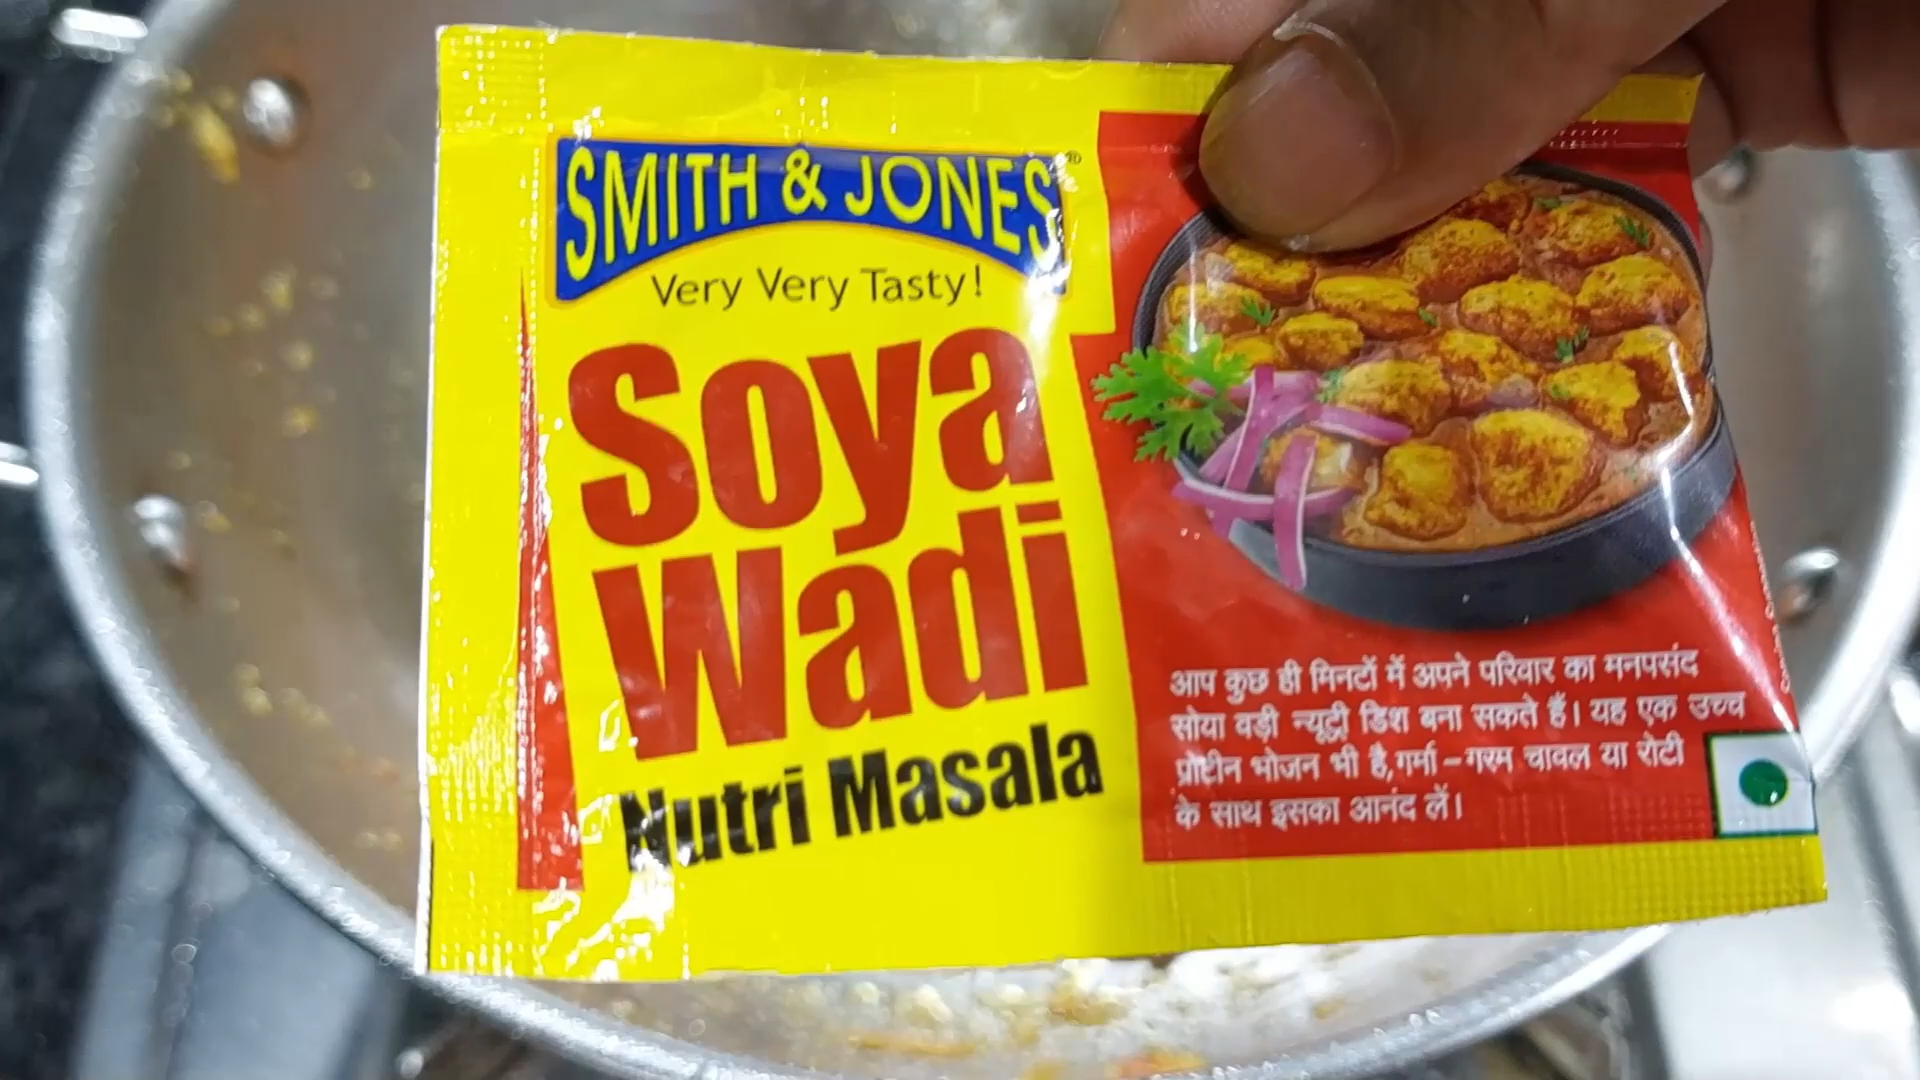 SMITH & JONES®
Very Very Tasty!
Soya
Wadi
Nutri Masala
आप कुछ ही मिनटों में अपने परिवार का मनपसंद
सोया वड़ी न्यूट्री डिश बना सकते हैं। यह एक उच्च
प्रोटीन भोजन भी है, गर्मा-गरम चावल या रोटी
के साथ इसका आनंद लें।